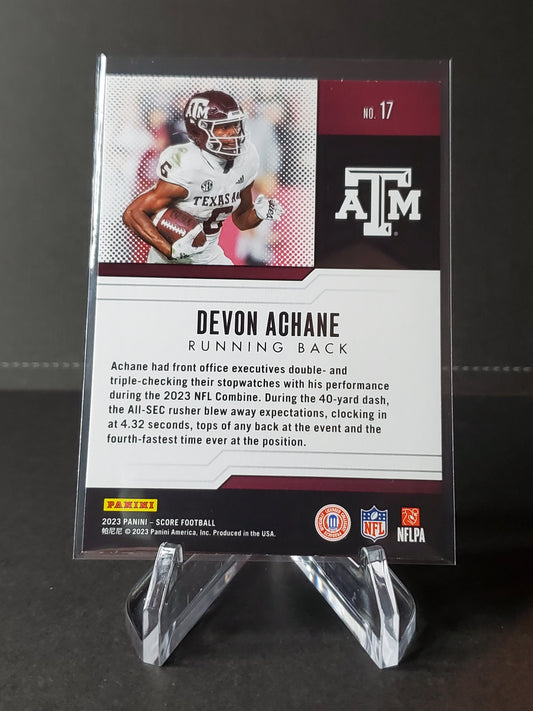 NO. 17
ATM
TEXAS A
6
SEC
ATM
DEVON ACHANE
RUNNING BACK
Achane had front office executives double- and
triple-checking their stopwatches with his performance
during the 2023 NFL Combine. During the 40-yard dash,
the All-SEC rusher blew away expectations, clocking in
at 4.32 seconds, tops of any back at the event and the
fourth-fastest time ever at the position.
PANINI
2023 PANINI – SCORE FOOTBALL
帕尼尼 © 2023 Panini America, Inc. Produced in the USA.
NFL
NFLPA